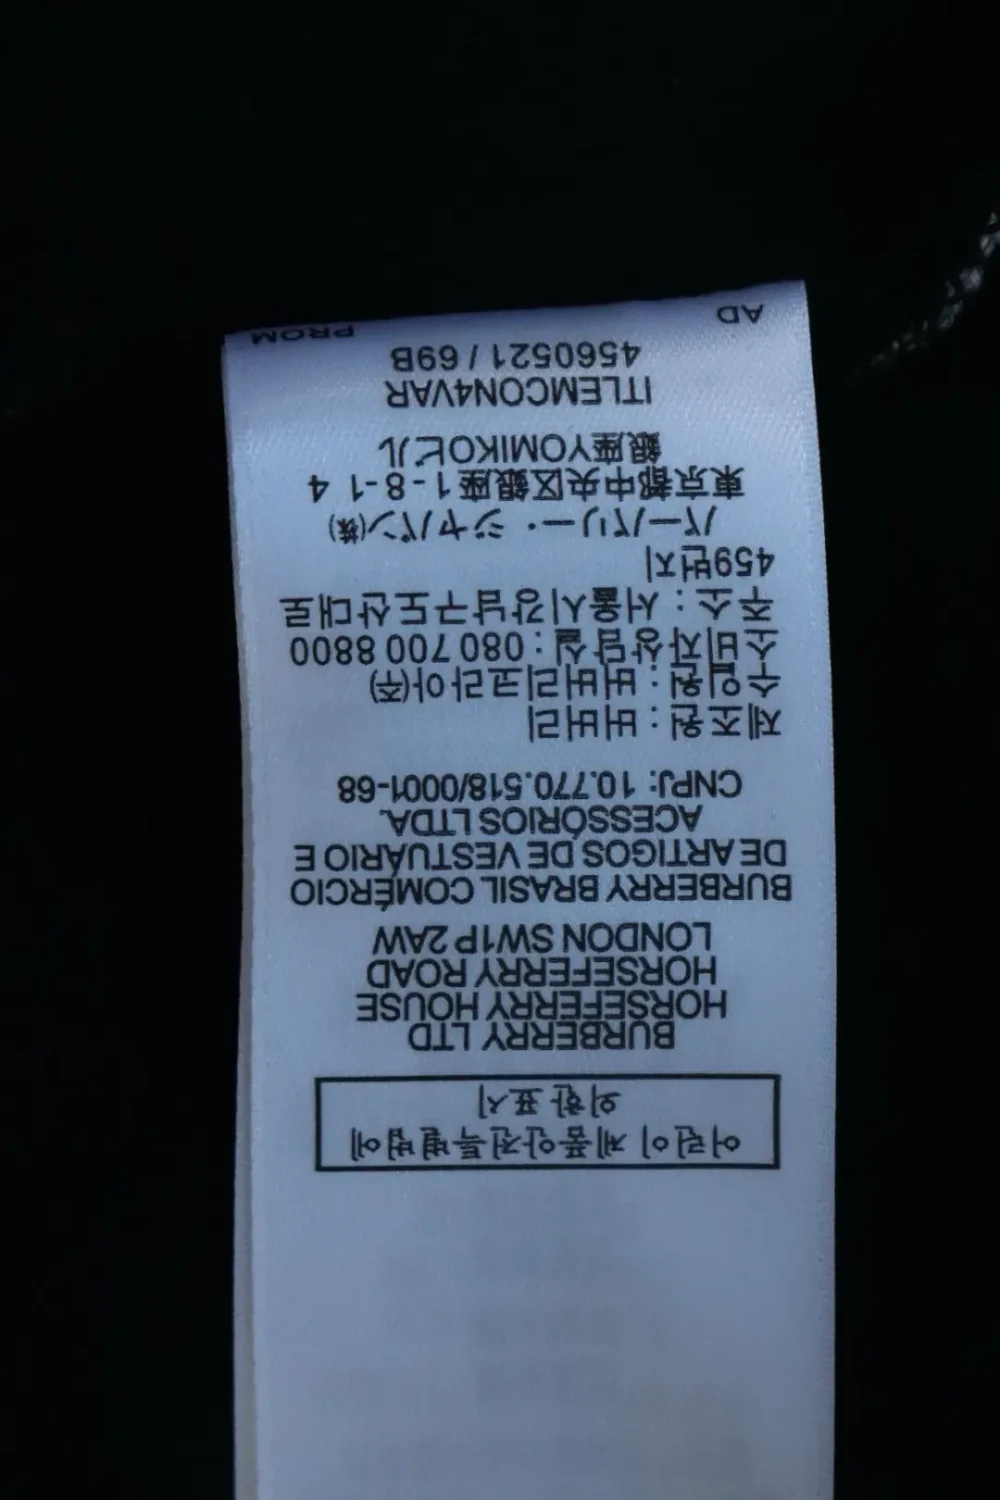 어린이제품안전특별법에
의한표시
BURBERRY LTD
HORSEFERRY HOUSE
HORSEFERRY ROAD
LONDON SW1P 2AW
BURBERRY BRASIL COMÉRCIO
DE ARTIGOS DE VESTUÁRIO E
ACESSÓRIOS LTDA.
CNPJ: 10.770.518/0001-68
제조원 : 버버리
수입원 : 버버리코리아(주)
소비자상담실 : 080 700 8800
주소 : 서울시강남구도산대로
459번지
バーバリー・ジャパン(株)
東京都中央区銀座1-8-14
銀座YOMIKOビル
ITLEMCON4VAR
4560521 / 69B
AD PROM